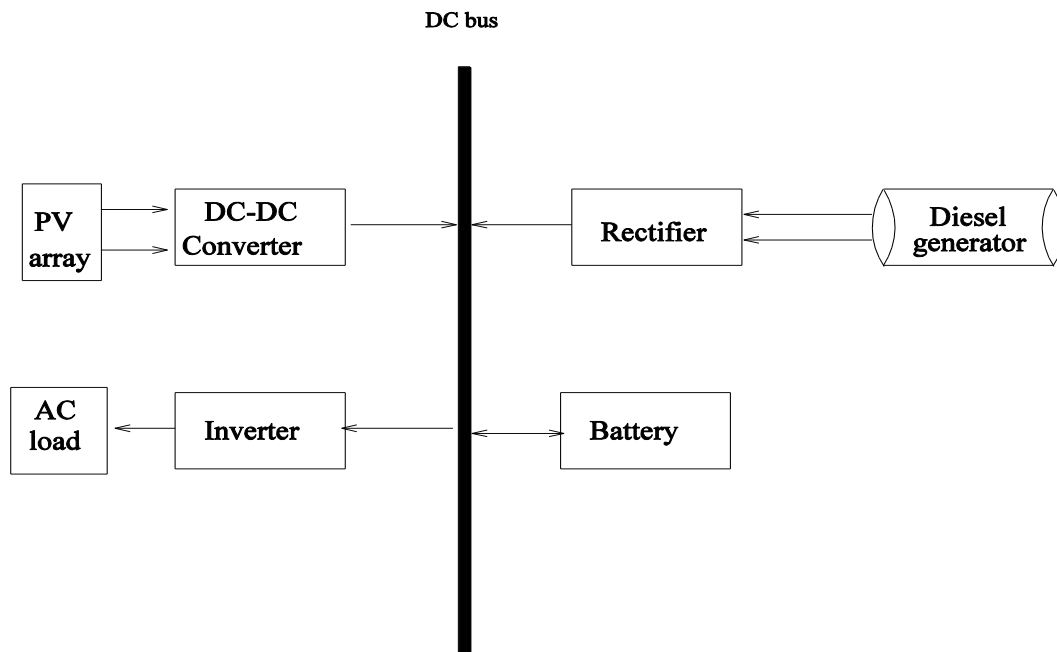 DC bus
PV
array
DC-DC
Converter
Rectifier
Diesel
generator
AC
load
Inverter
Battery